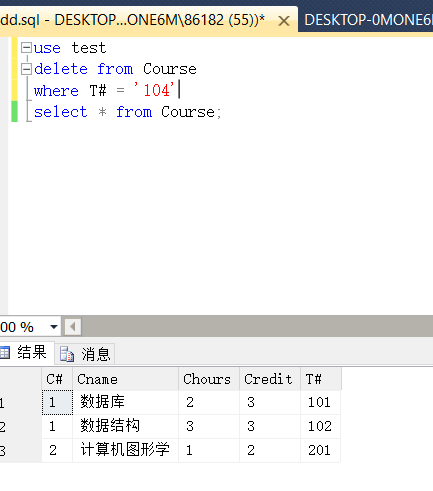 dd.sql - DESKTOP...ONE6M\86182 (55))* DESKTOP-0MONE6
use test
delete from Course
where T# = '104'
select * from Course;
00 %
结果 消息
C# Cname Chours Credit T#
1 1 数据库 2 3 101
2 1 数据结构 3 3 102
3 2 计算机图形学 1 2 201